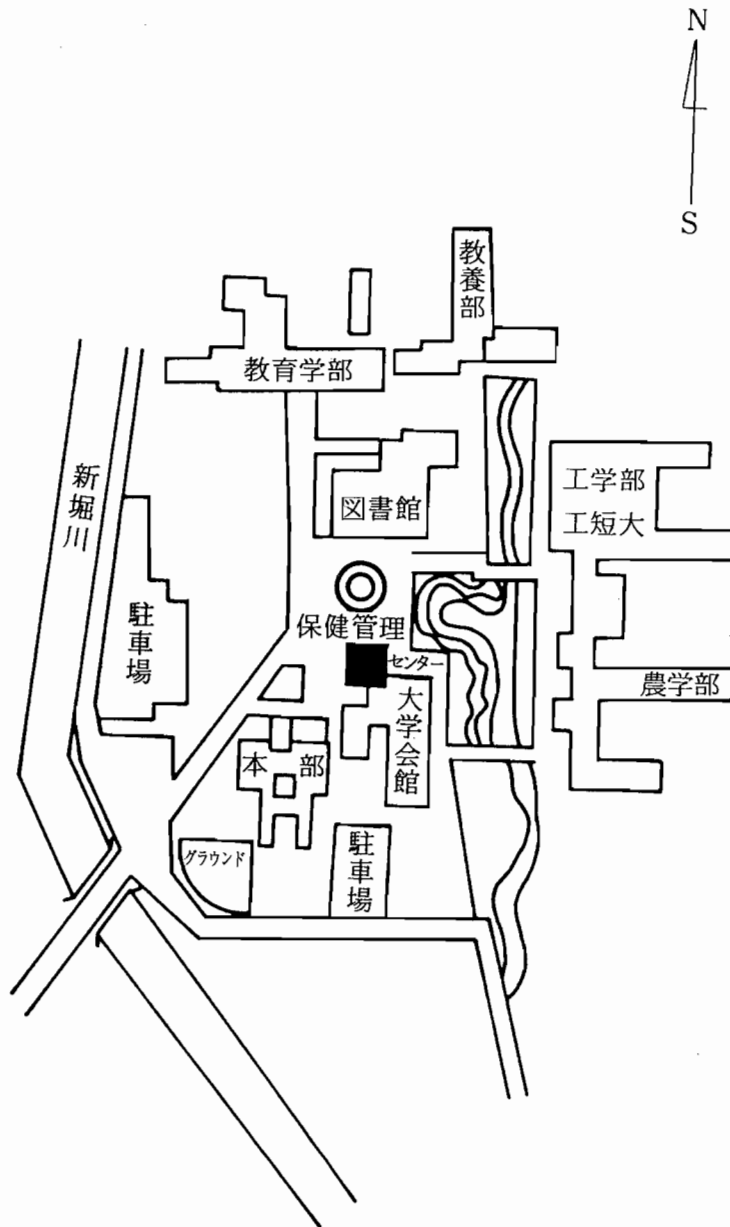 N
S
教養部
教育学部
新堀川
図書館
工学部
工短大
駐車場
保健管理
センター
農学部
大学会館
本部
グラウンド
駐車場